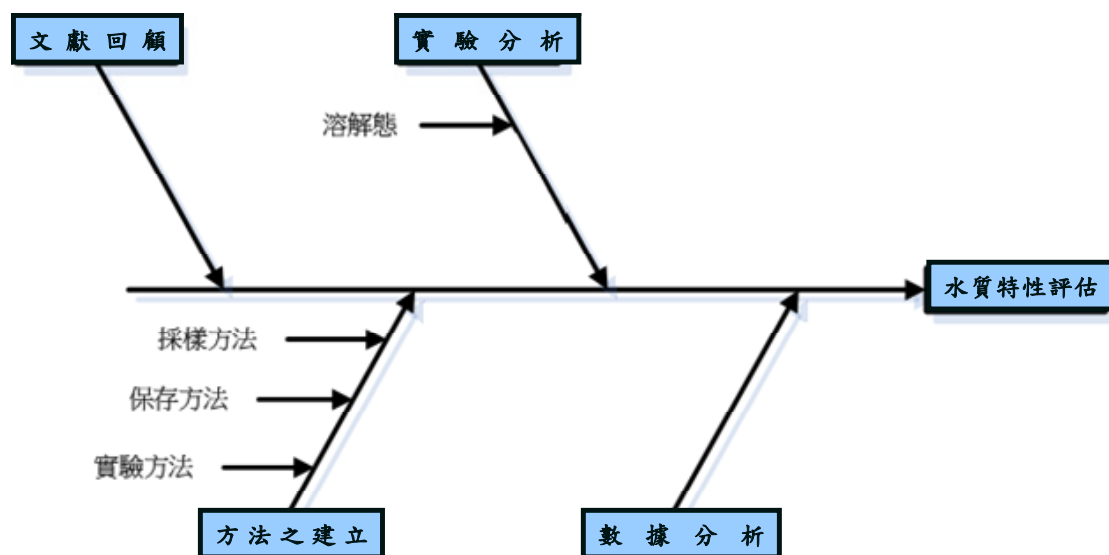 文獻回顧
實驗分析
溶解態
水質特性評估
採樣方法
保存方法
實驗方法
方法之建立
數據分析